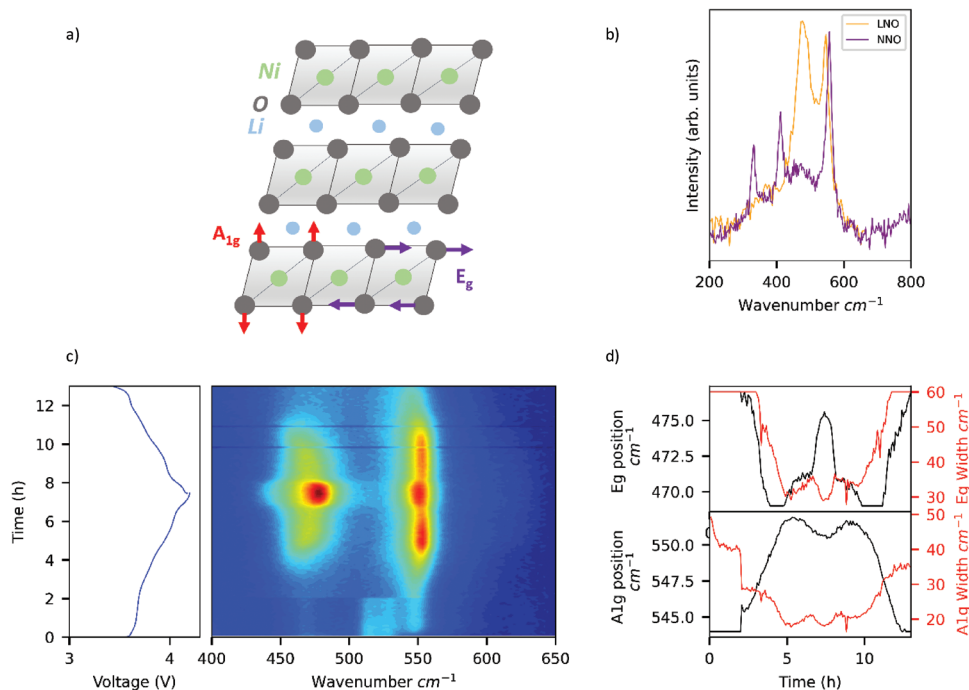 a)
Ni
O
Li
A1g
Eg
b)
LNO
NNO
Intensity (arb. units)
200 400 600 800
Wavenumber cm⁻¹
c)
12
10
8
6
4
2
0
Time (h)
3 4
Voltage (V)
400 450 500 550 600 650
Wavenumber cm⁻¹
d)
475.0
472.5
470.0
Eg position
cm⁻¹
60
50
40
30
Eg Width cm⁻¹
550.0
547.5
545.0
A1g position
cm⁻¹
50
40
30
20
A1g Width cm⁻¹
0 5 10
Time (h)